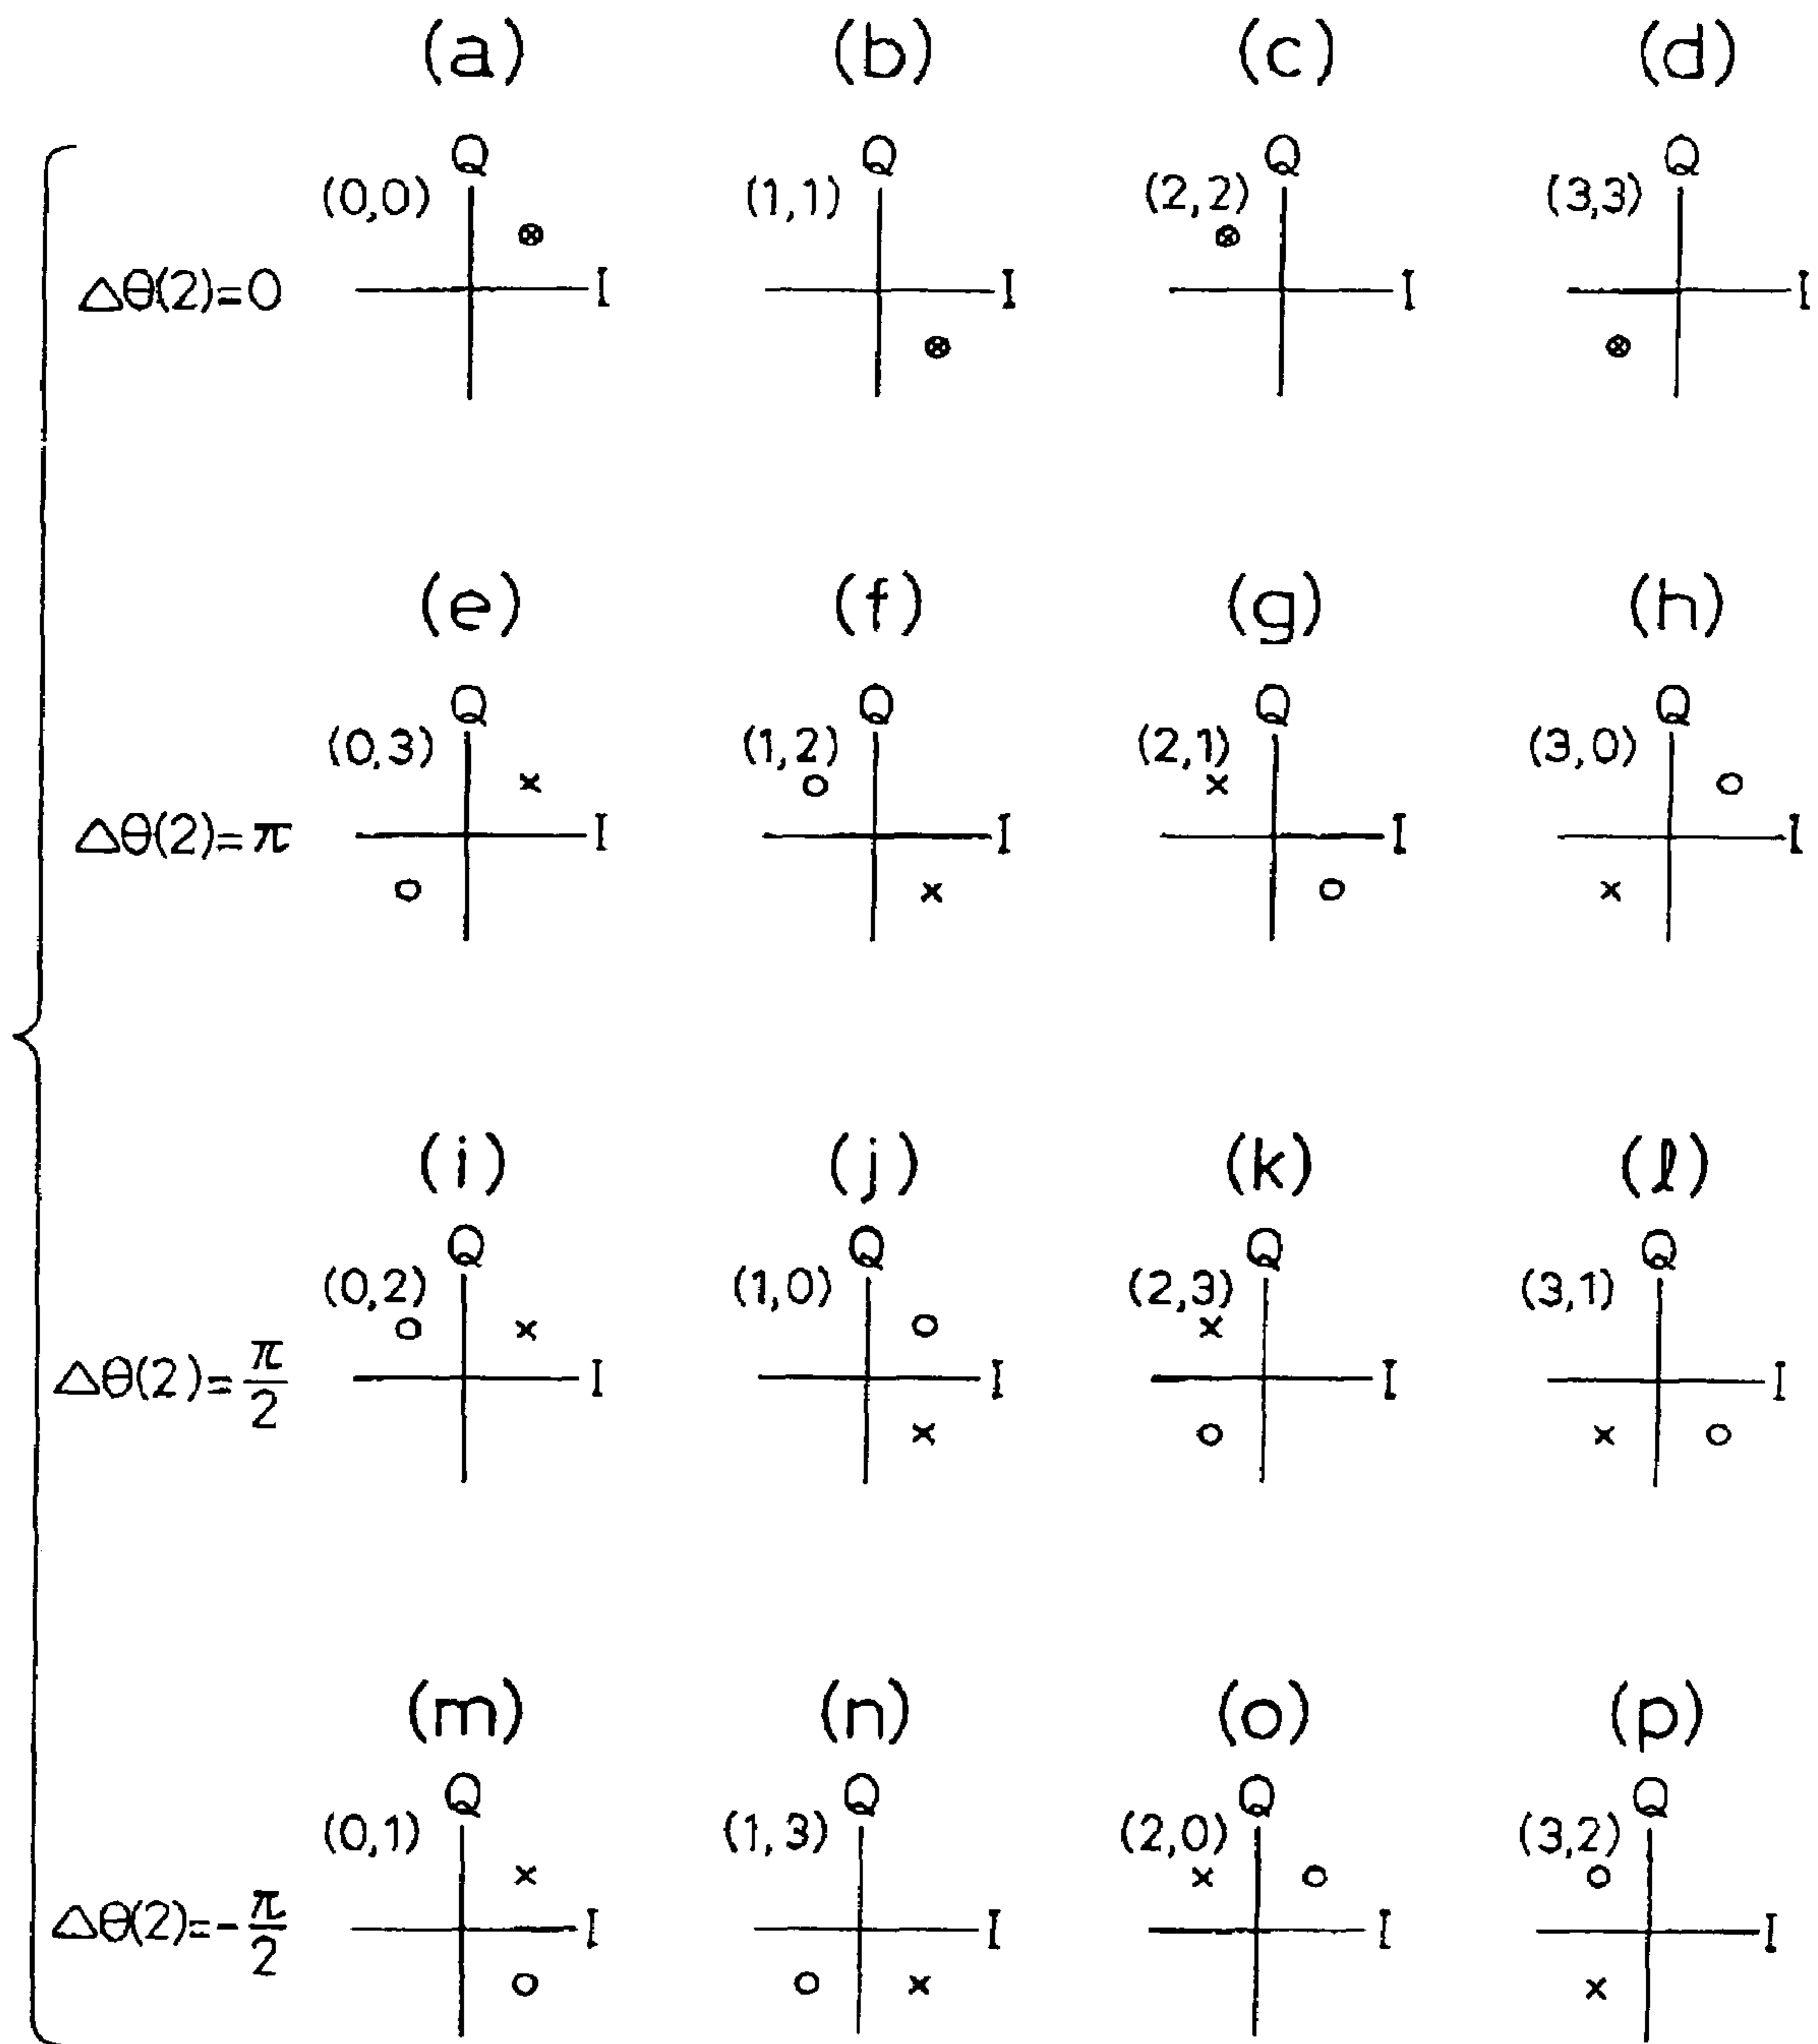 (a) (b) (c) (d)
Q Q Q Q
(0,0) (1,1) (2,2) (3,3)
Δθ(2)=0 I I I I
(e) (f) (g) (h)
Q Q Q Q
(0,3) (1,2) (2,1) (3,0)
Δθ(2)=π I I I I
(i) (j) (k) (l)
Q Q Q Q
(0,2) (1,0) (2,3) (3,1)
Δθ(2)=π/2 I I I I
(m) (n) (o) (p)
Q Q Q Q
(0,1) (1,3) (2,0) (3,2)
Δθ(2)=-π/2 I I I I